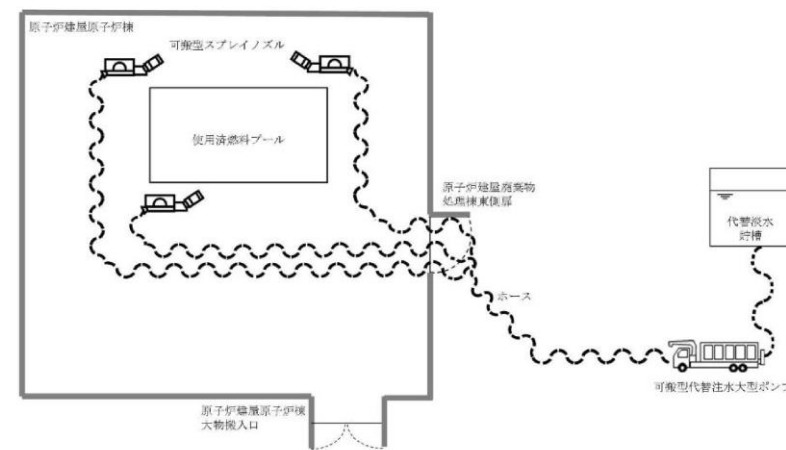 原子炉建屋原子炉棟
可搬型スプレイノズル
使用済燃料プール
原子炉建屋廃棄物
処理棟東側扉
代替淡水
貯槽
ホース
可搬型代替注水大型ポンプ
原子炉建屋原子炉棟
大物搬入口